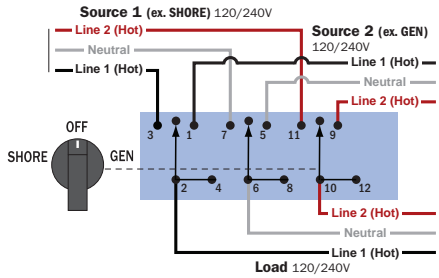 Source 1 (ex. SHORE) 120/240V
Line 2 (Hot)
Neutral
Line 1 (Hot)
Source 2 (ex. GEN)
120/240V
Line 1 (Hot)
Neutral
Line 2 (Hot)
3 1 7 5 11 9
OFF
SHORE GEN
2 4 6 8 10 12
Line 2 (Hot)
Neutral
Line 1 (Hot)
Load 120/240V